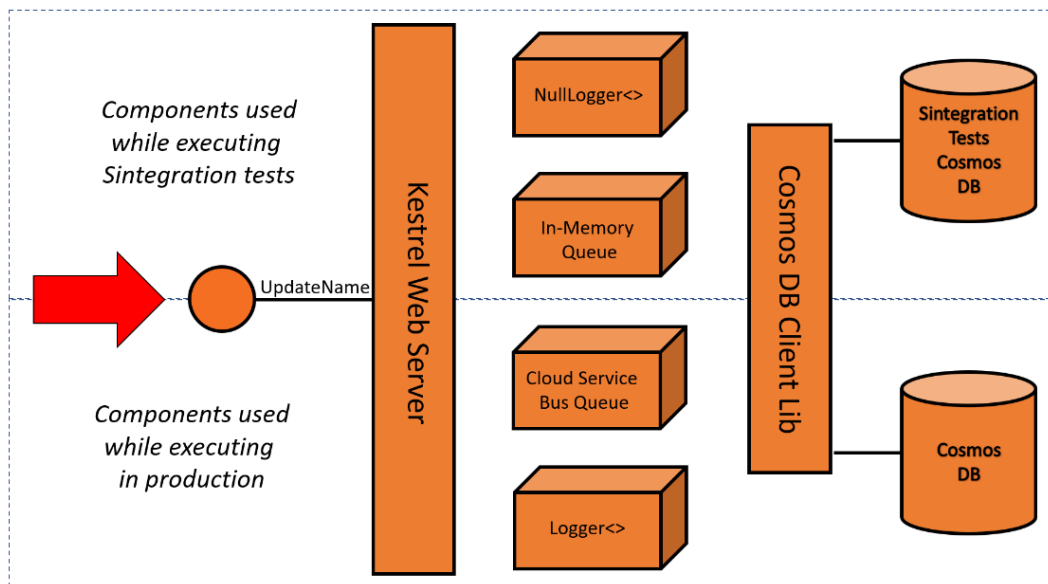 Components used
while executing
Sintegration tests
UpdateName
Components used
while executing
in production
Kestrel Web Server
NullLogger<>
In-Memory
Queue
Cloud Service
Bus Queue
Logger<>
Cosmos DB Client Lib
Sintegration
Tests
Cosmos
DB
Cosmos
DB